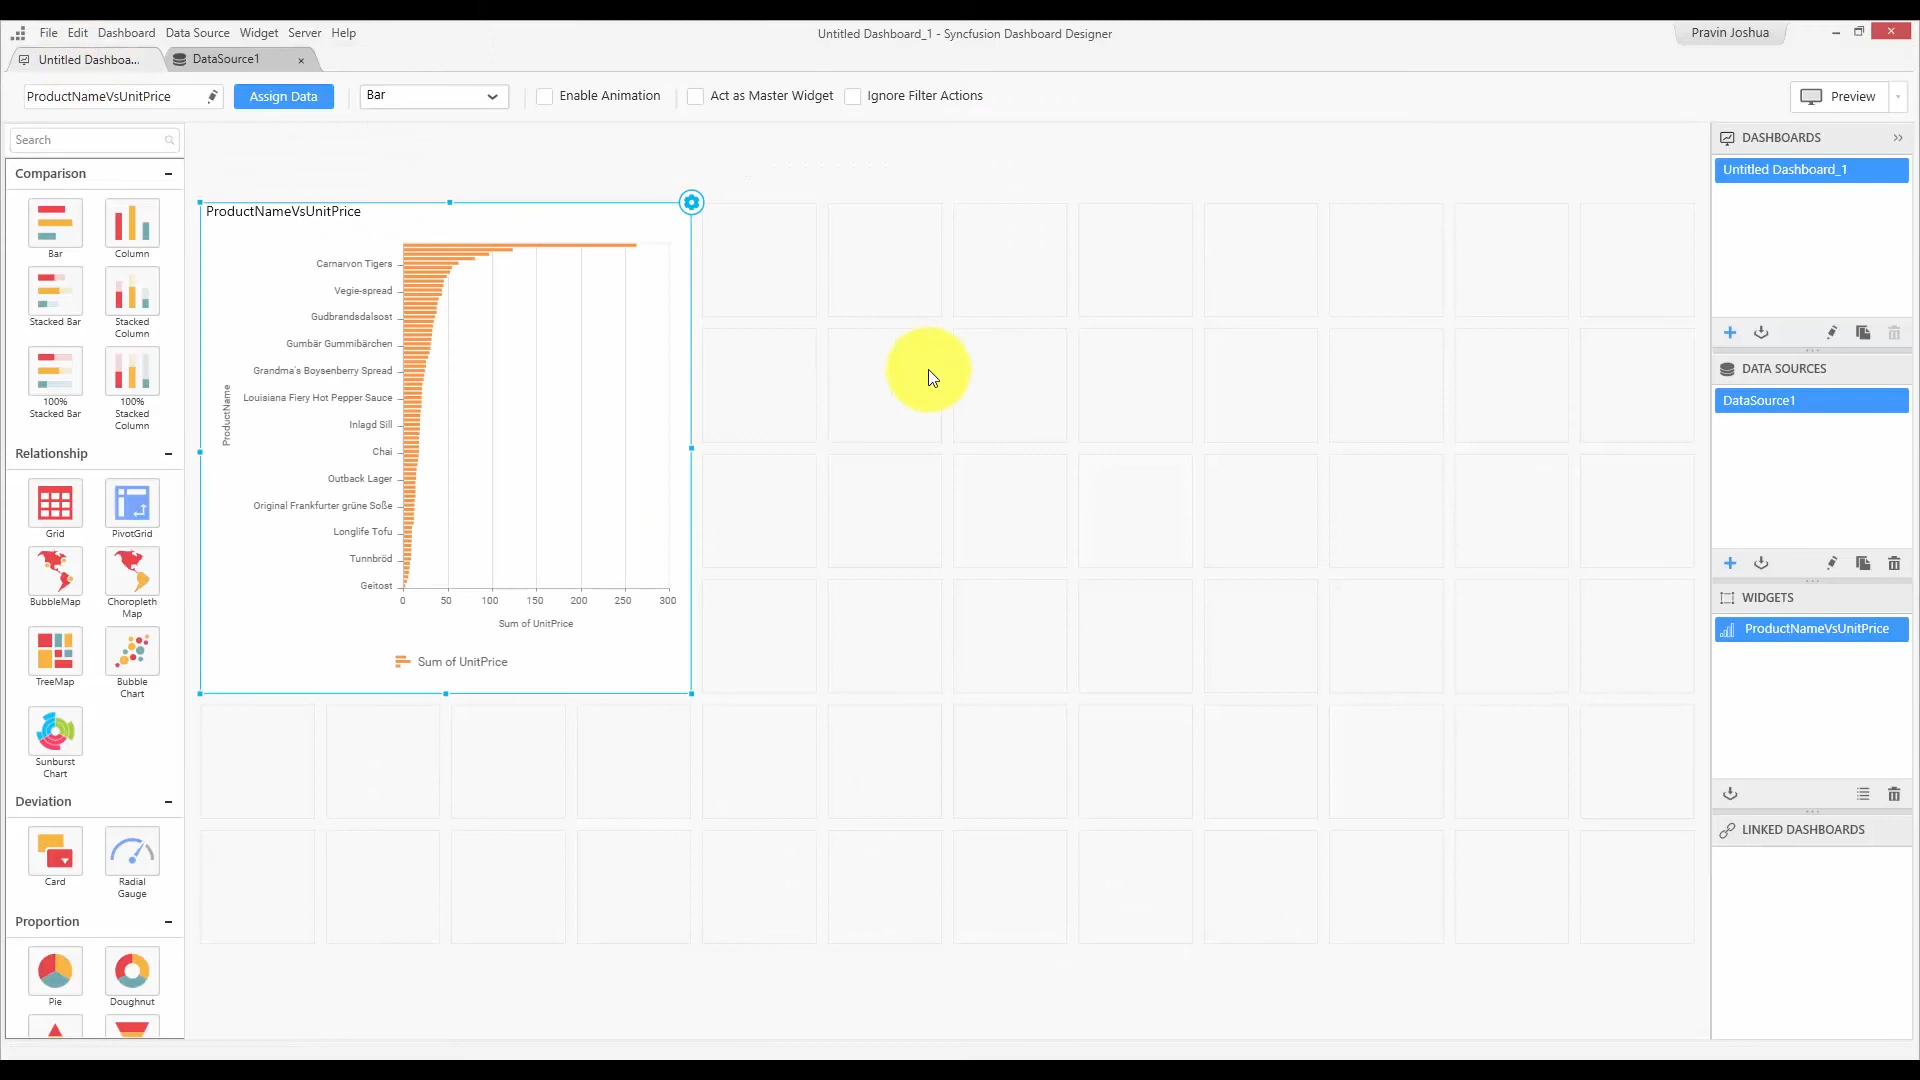 File Edit Dashboard Data Source Widget Server Help
Untitled Dashboard_1 - Syncfusion Dashboard Designer
Pravin Joshua
Untitled Dashboa...
DataSource1
ProductNameVsUnitPrice
Assign Data
Bar
Enable Animation
Act as Master Widget
Ignore Filter Actions
Preview
Search
Comparison
Bar
Column
Stacked Bar
Stacked
Column
100%
Stacked Bar
100%
Stacked
Column
Relationship
Grid
PivotGrid
BubbleMap
Choropleth
Map
TreeMap
Bubble
Chart
Sunburst
Chart
Deviation
Card
Radial
Gauge
Proportion
Pie
Doughnut
ProductNameVsUnitPrice
Carnarvon Tigers
Vegie-spread
Gudbrandsdalsost
Gumbär Gummibärchen
Grandma's Boysenberry Spread
Louisiana Fiery Hot Pepper Sauce
Inlagd Sill
Chai
Outback Lager
Original Frankfurter grüne Soße
Longlife Tofu
Tunnbröd
Geitost
ProductName
0 50 100 150 200 250 300
Sum of UnitPrice
Sum of UnitPrice
DASHBOARDS
Untitled Dashboard_1
DATA SOURCES
DataSource1
WIDGETS
ProductNameVsUnitPrice
LINKED DASHBOARDS